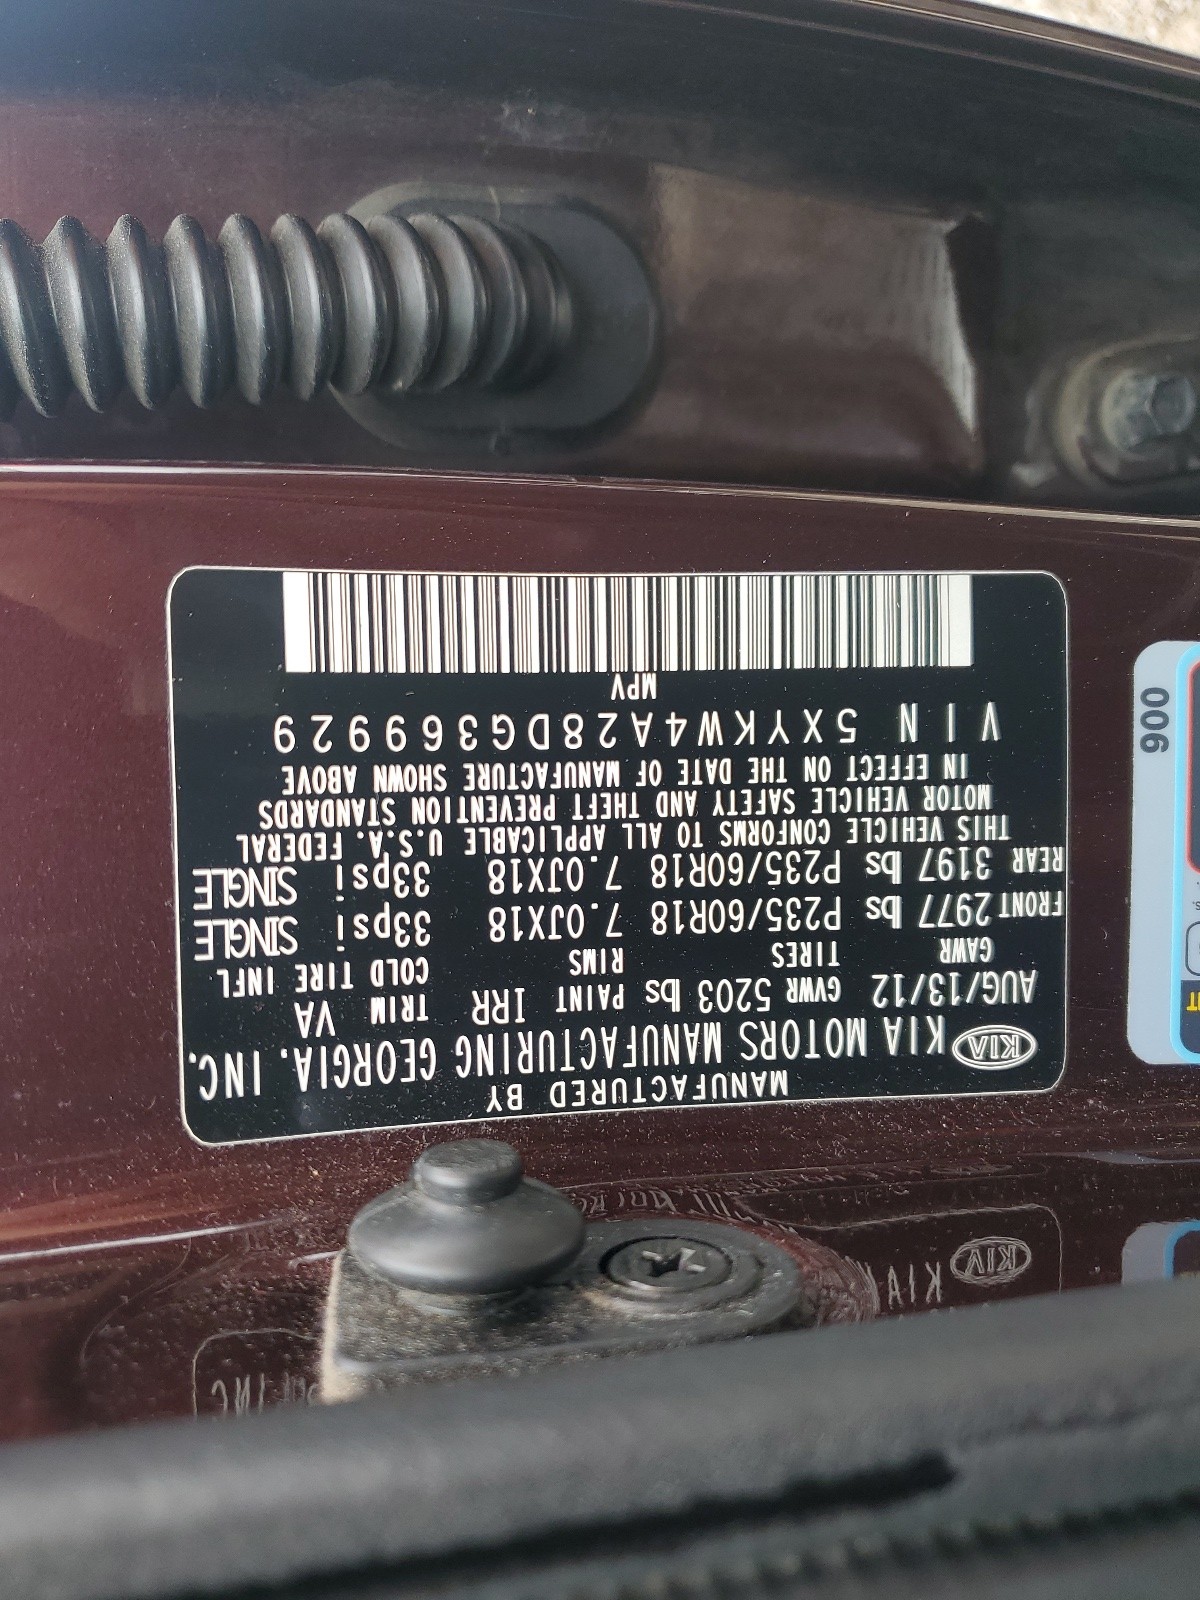 MANUFACTURED BY
KIA KIA MOTORS MANUFACTURING GEORGIA, INC.
AUG/13/12 GVWR 5203 lbs PAINT IRR TRIM VA
GAWR TIRES RIMS COLD TIRE INFL
FRONT 2977 lbs P235/60R18 7.0JX18 33psi SINGLE
REAR 3197 lbs P235/60R18 7.0JX18 33psi SINGLE
THIS VEHICLE CONFORMS TO ALL APPLICABLE U.S.A. FEDERAL
MOTOR VEHICLE SAFETY AND THEFT PREVENTION STANDARDS
IN EFFECT ON THE DATE OF MANUFACTURE SHOWN ABOVE
VIN 5XYKW4A28DG369929
MPV
900